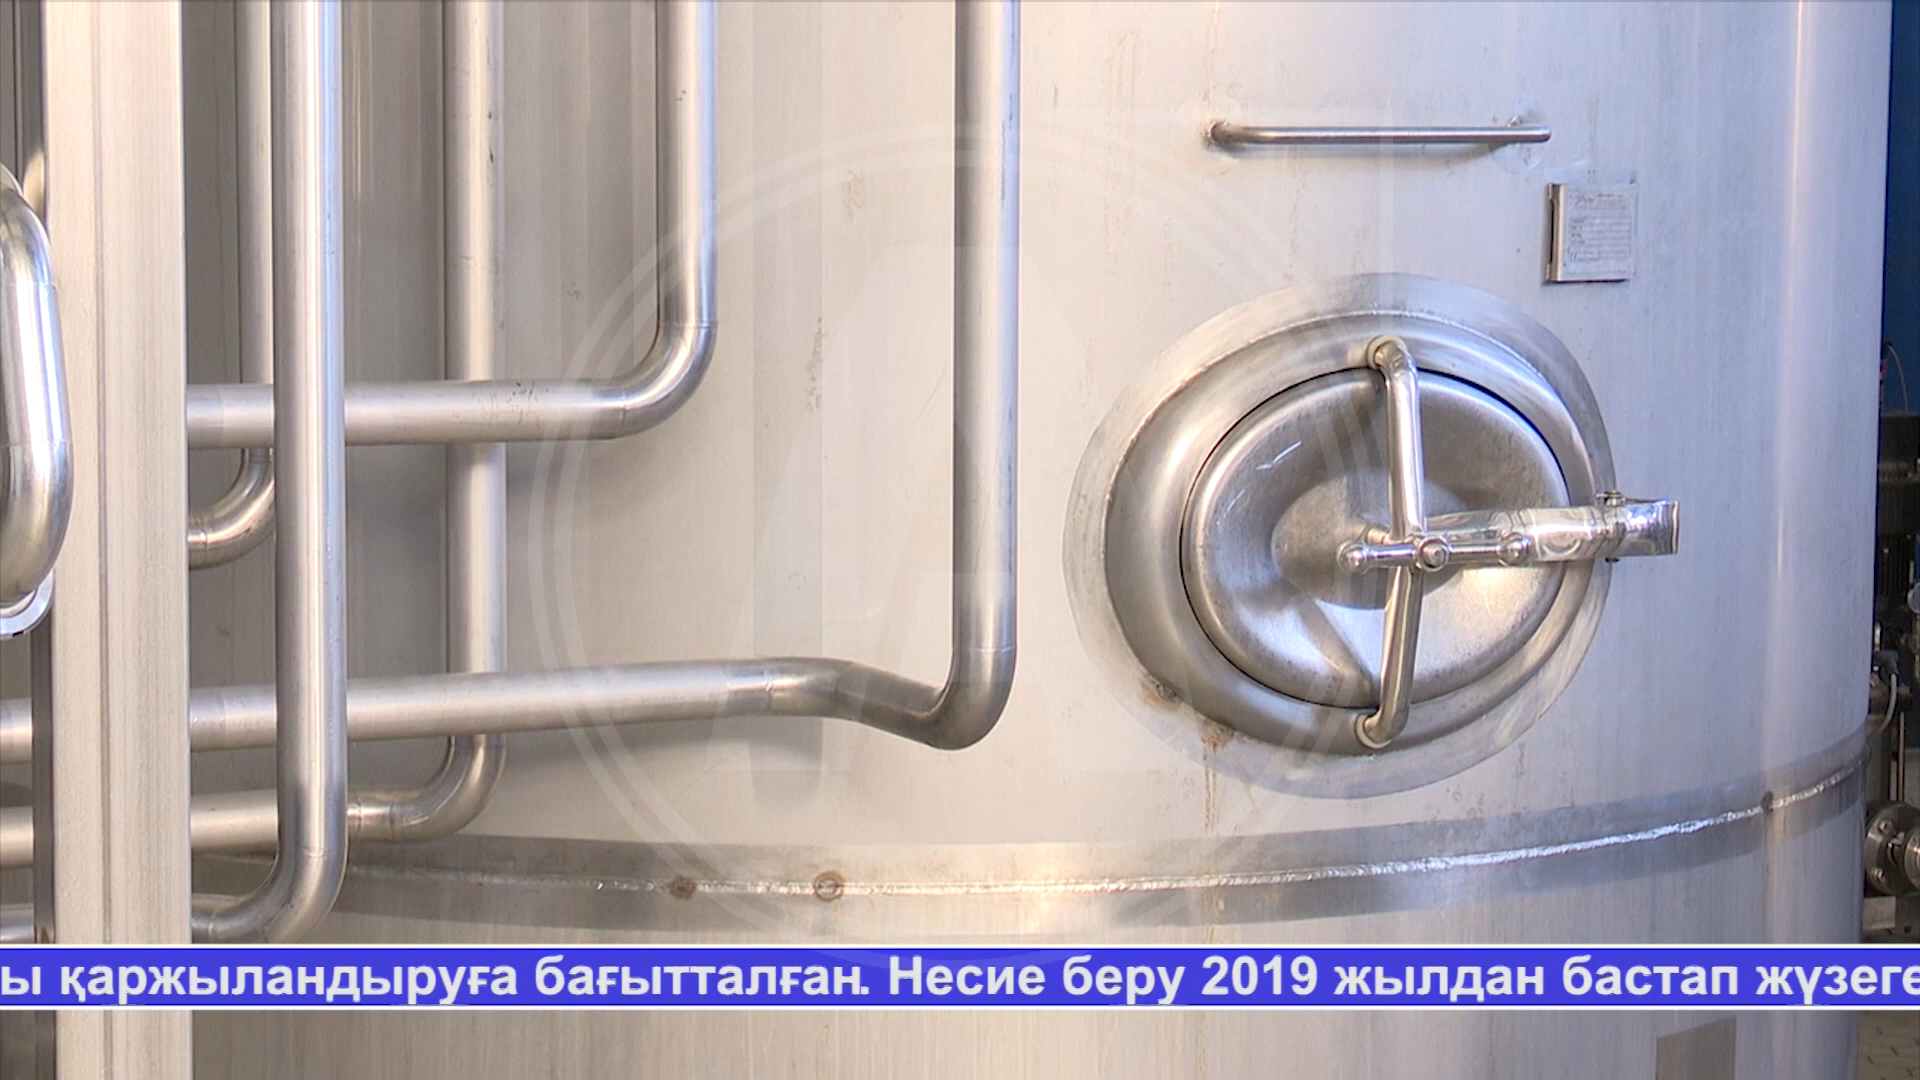 ы қаржыландыруға бағытталған. Несие беру 2019 жылдан бастап жүзеге